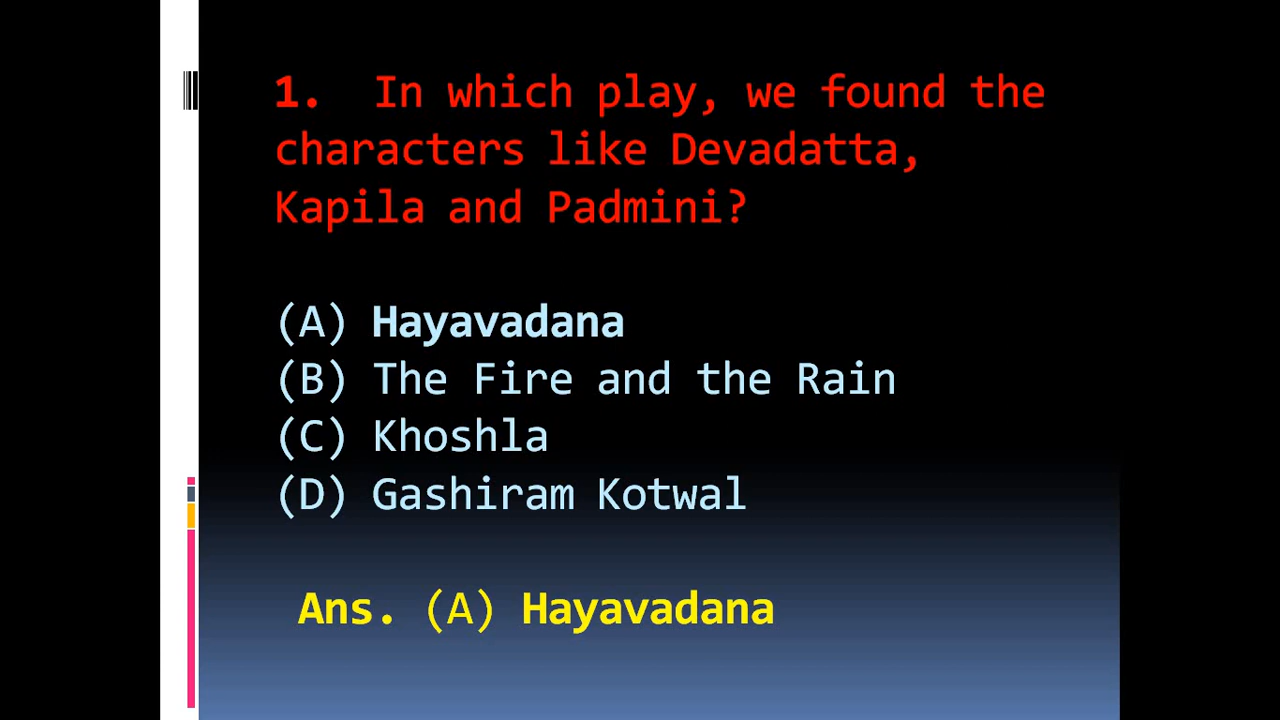 1. In which play, we found the
characters like Devadatta,
Kapila and Padmini?
(A) Hayavadana
(B) The Fire and the Rain
(C) Khoshla
(D) Gashiram Kotwal
Ans. (A) Hayavadana